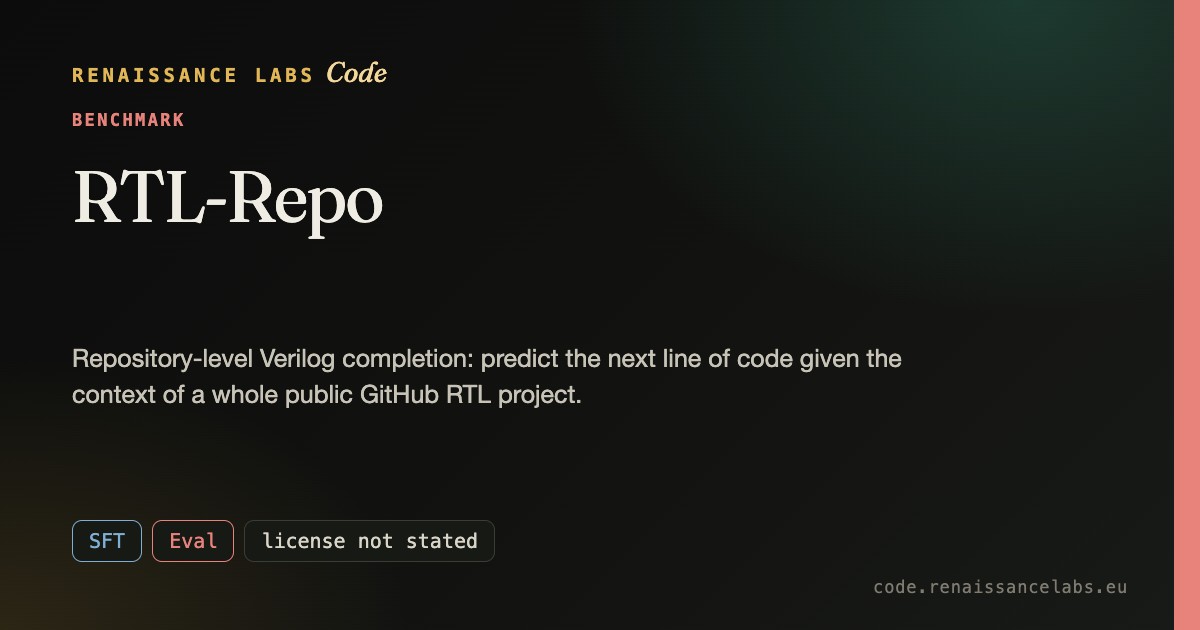 RENAISSANCE LABS Code
BENCHMARK
RTL-Repo
Repository-level Verilog completion: predict the next line of code given the
context of a whole public GitHub RTL project.
SFT Eval license not stated
code.renaissancelabs.eu